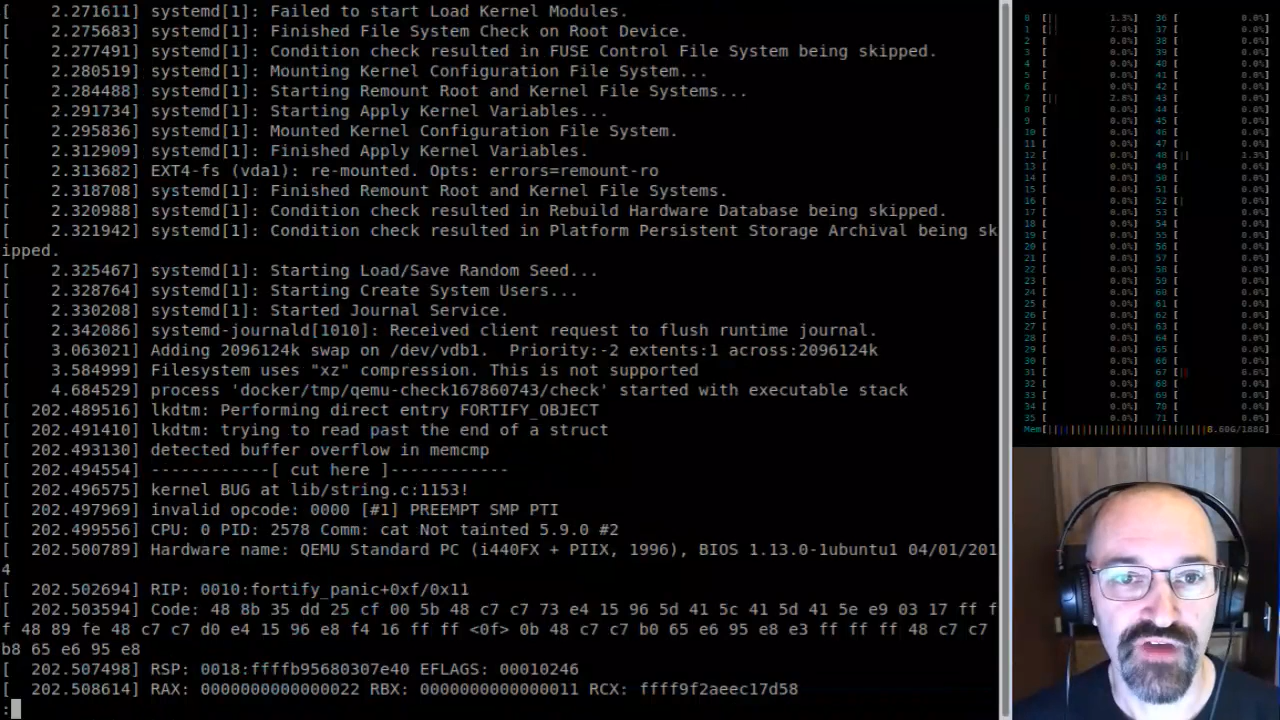 [    2.271611] systemd[1]: Failed to start Load Kernel Modules.
[    2.275683] systemd[1]: Finished File System Check on Root Device.
[    2.277491] systemd[1]: Condition check resulted in FUSE Control File System being skipped.
[    2.280519] systemd[1]: Mounting Kernel Configuration File System...
[    2.284488] systemd[1]: Starting Remount Root and Kernel File Systems...
[    2.291734] systemd[1]: Starting Apply Kernel Variables...
[    2.295836] systemd[1]: Mounted Kernel Configuration File System.
[    2.312909] systemd[1]: Finished Apply Kernel Variables.
[    2.313682] EXT4-fs (vda1): re-mounted. Opts: errors=remount-ro
[    2.318708] systemd[1]: Finished Remount Root and Kernel File Systems.
[    2.320988] systemd[1]: Condition check resulted in Rebuild Hardware Database being skipped.
[    2.321942] systemd[1]: Condition check resulted in Platform Persistent Storage Archival being sk
ipped.
[    2.325467] systemd[1]: Starting Load/Save Random Seed...
[    2.328764] systemd[1]: Starting Create System Users...
[    2.330208] systemd[1]: Started Journal Service.
[    2.342086] systemd-journald[1010]: Received client request to flush runtime journal.
[    3.063021] Adding 2096124k swap on /dev/vdb1.  Priority:-2 extents:1 across:2096124k
[    3.584999] Filesystem uses "xz" compression. This is not supported
[    4.684529] process 'docker/tmp/qemu-check167860743/check' started with executable stack
[  202.489516] lkdtm: Performing direct entry FORTIFY_OBJECT
[  202.491410] lkdtm: trying to read past the end of a struct
[  202.493130] detected buffer overflow in memcmp
[  202.494554] ------------[ cut here ]------------
[  202.496575] kernel BUG at lib/string.c:1153!
[  202.497969] invalid opcode: 0000 [#1] PREEMPT SMP PTI
[  202.499556] CPU: 0 PID: 2578 Comm: cat Not tainted 5.9.0 #2
[  202.500789] Hardware name: QEMU Standard PC (i440FX + PIIX, 1996), BIOS 1.13.0-1ubuntu1 04/01/201
4
[  202.502694] RIP: 0010:fortify_panic+0xf/0x11
[  202.503594] Code: 48 8b 35 dd 25 cf 00 5b 48 c7 c7 73 e4 15 96 5d 41 5c 41 5d 41 5e e9 03 17 ff f
f 48 89 fe 48 c7 c7 d0 e4 15 96 e8 f4 16 ff ff <0f> 0b 48 c7 c7 b0 65 e6 95 e8 e3 ff ff ff 48 c7 c7
b8 65 e6 95 e8
[  202.507498] RSP: 0018:ffffb95680307e40 EFLAGS: 00010246
[  202.508614] RAX: 0000000000000022 RBX: 0000000000000011 RCX: ffff9f2aeec17d58
: